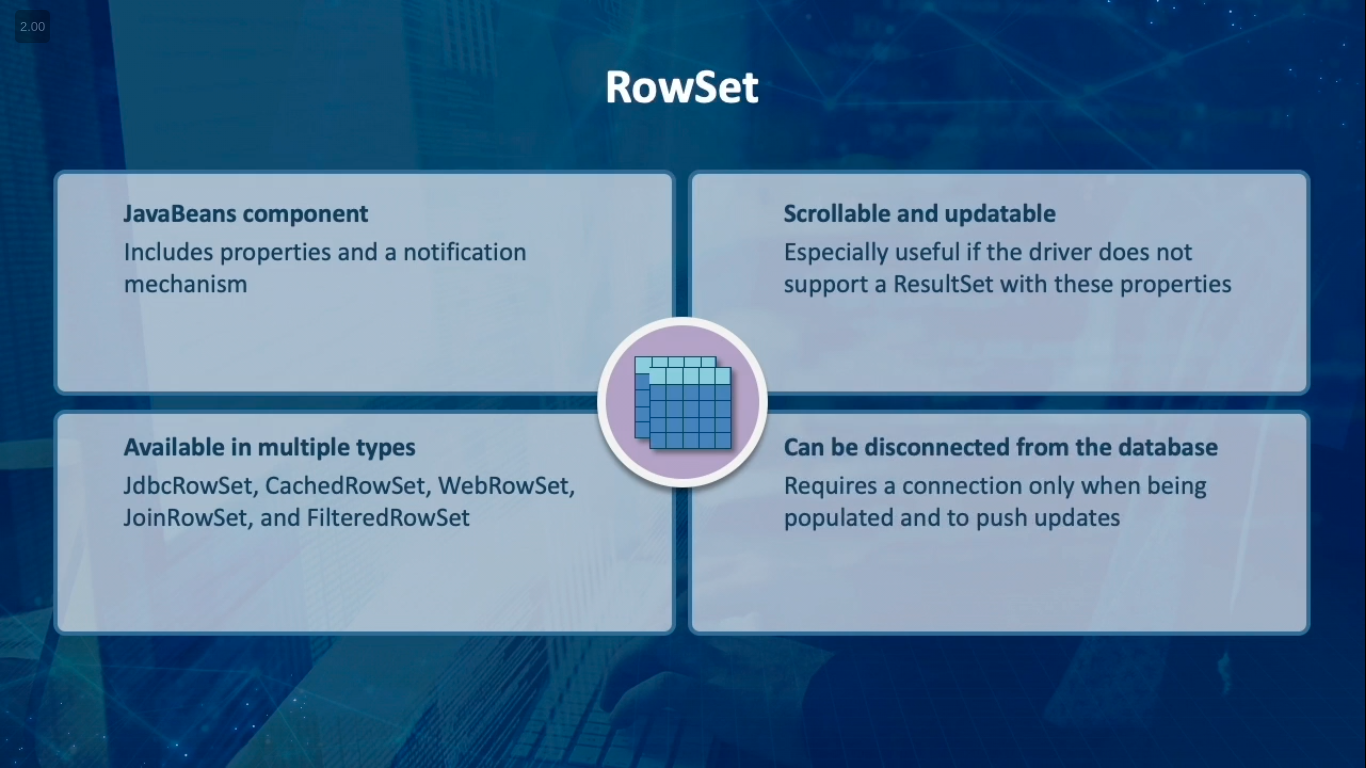 2.00
RowSet
JavaBeans component
Includes properties and a notification
mechanism
Scrollable and updatable
Especially useful if the driver does not
support a ResultSet with these properties
Available in multiple types
JdbcRowSet, CachedRowSet, WebRowSet,
JoinRowSet, and FilteredRowSet
Can be disconnected from the database
Requires a connection only when being
populated and to push updates